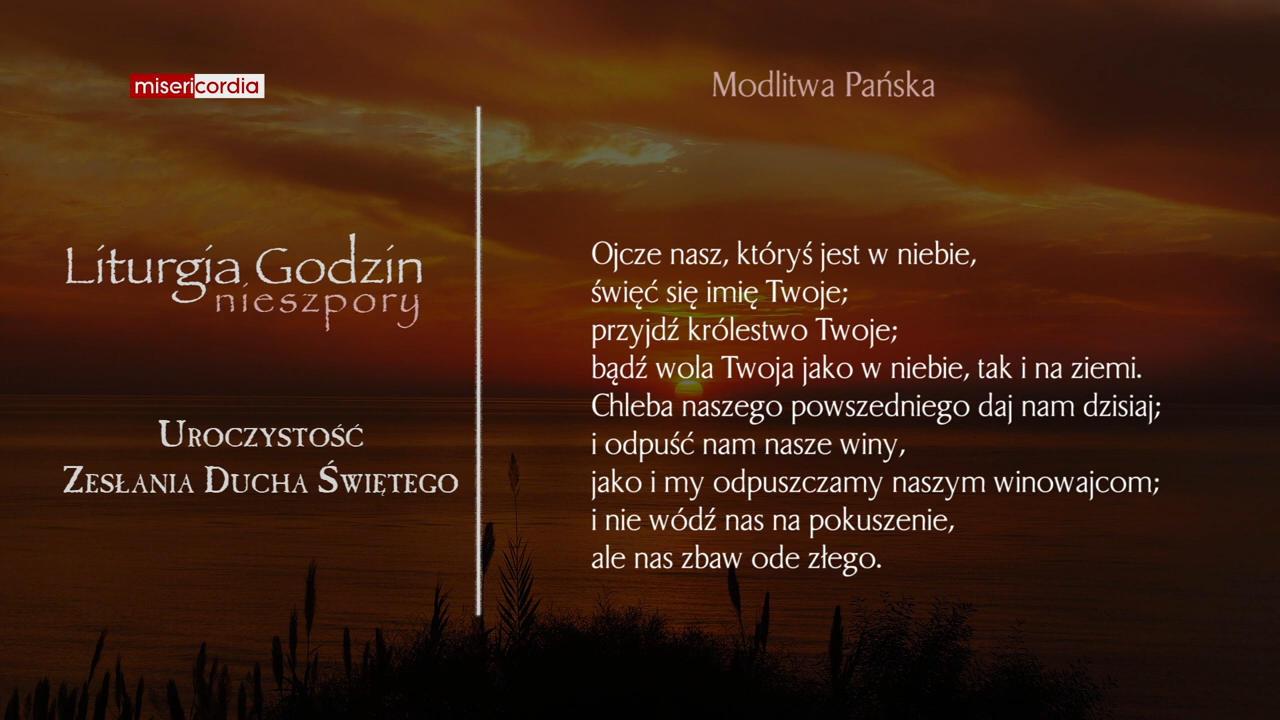 misericordia
Liturgia Godzin
nieszpory
Uroczystość
Zesłania Ducha Świętego
Modlitwa Pańska
Ojcze nasz, któryś jest w niebie,
święć się imię Twoje;
przyjdź królestwo Twoje;
bądź wola Twoja jako w niebie, tak i na ziemi.
Chleba naszego powszedniego daj nam dzisiaj;
i odpuść nam nasze winy,
jako i my odpuszczamy naszym winowajcom;
i nie wódź nas na pokuszenie,
ale nas zbaw ode złego.